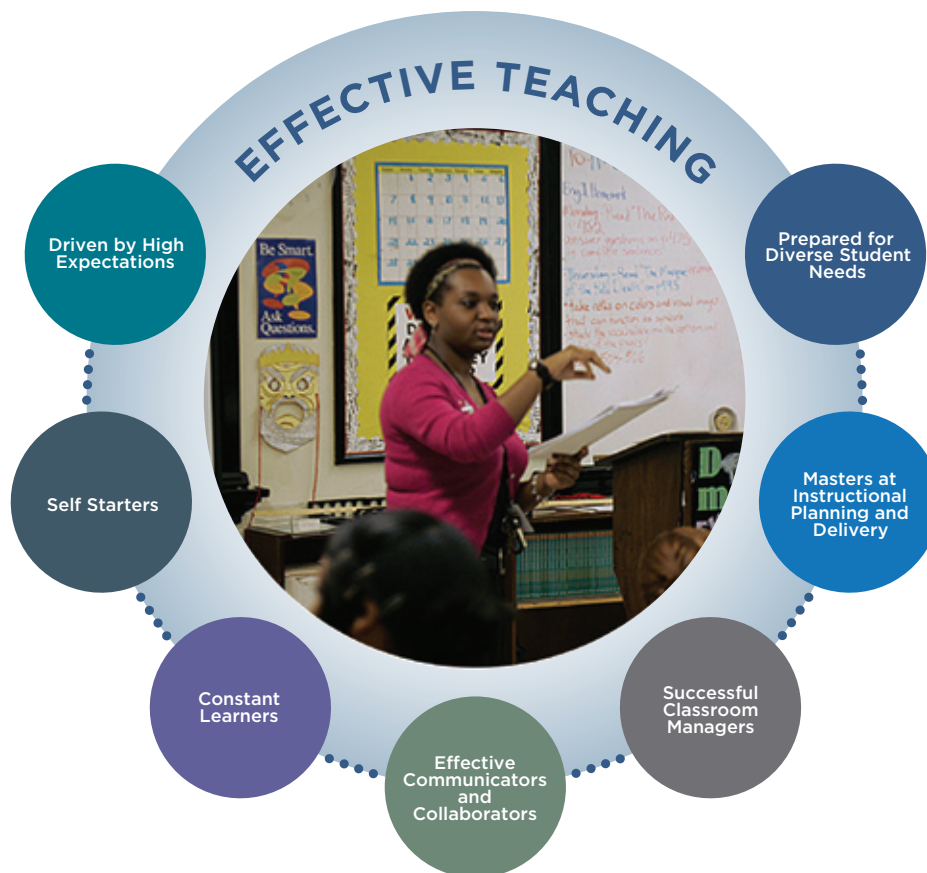 EFFECTIVE TEACHING
Driven by High
Expectations
Prepared for
Diverse Student
Needs
Self Starters
Masters at
Instructional
Planning and
Delivery
Constant
Learners
Successful
Classroom
Managers
Effective
Communicators
and
Collaborators
Be Smart.
Ask
Questions.